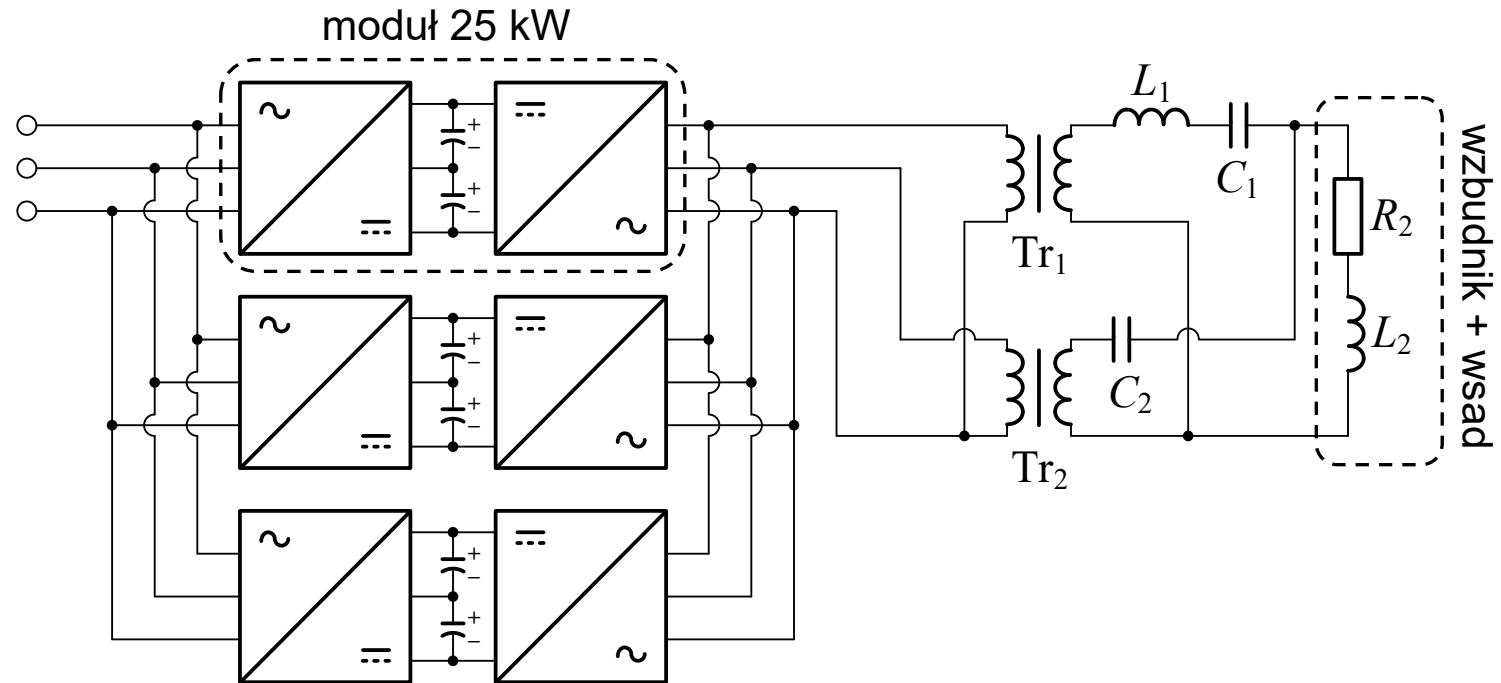 moduł 25 kW
+
−
+
−
+
−
+
−
+
−
+
−
L₁
C₁
Tr₁
R₂
L₂
C₂
Tr₂
wzbudnik + wsad